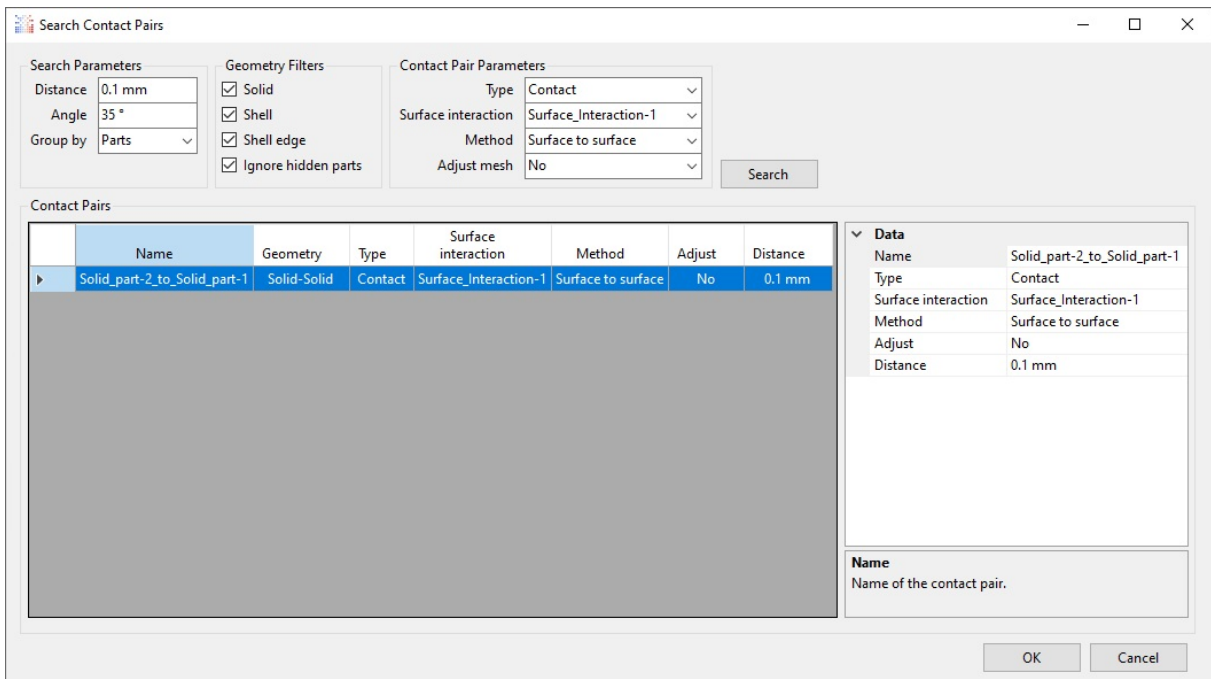 Search Contact Pairs
Search Parameters
Distance 0.1 mm
Angle 35 °
Group by Parts
Geometry Filters
Solid
Shell
Shell edge
Ignore hidden parts
Contact Pair Parameters
Type Contact
Surface interaction Surface_Interaction-1
Method Surface to surface
Adjust mesh No
Search
Contact Pairs
Name Geometry Type Surface interaction Method Adjust Distance
Solid_part-2_to_Solid_part-1 Solid-Solid Contact Surface_Interaction-1 Surface to surface No 0.1 mm
Data
Name Solid_part-2_to_Solid_part-1
Type Contact
Surface interaction Surface_Interaction-1
Method Surface to surface
Adjust No
Distance 0.1 mm
Name
Name of the contact pair.
OK Cancel